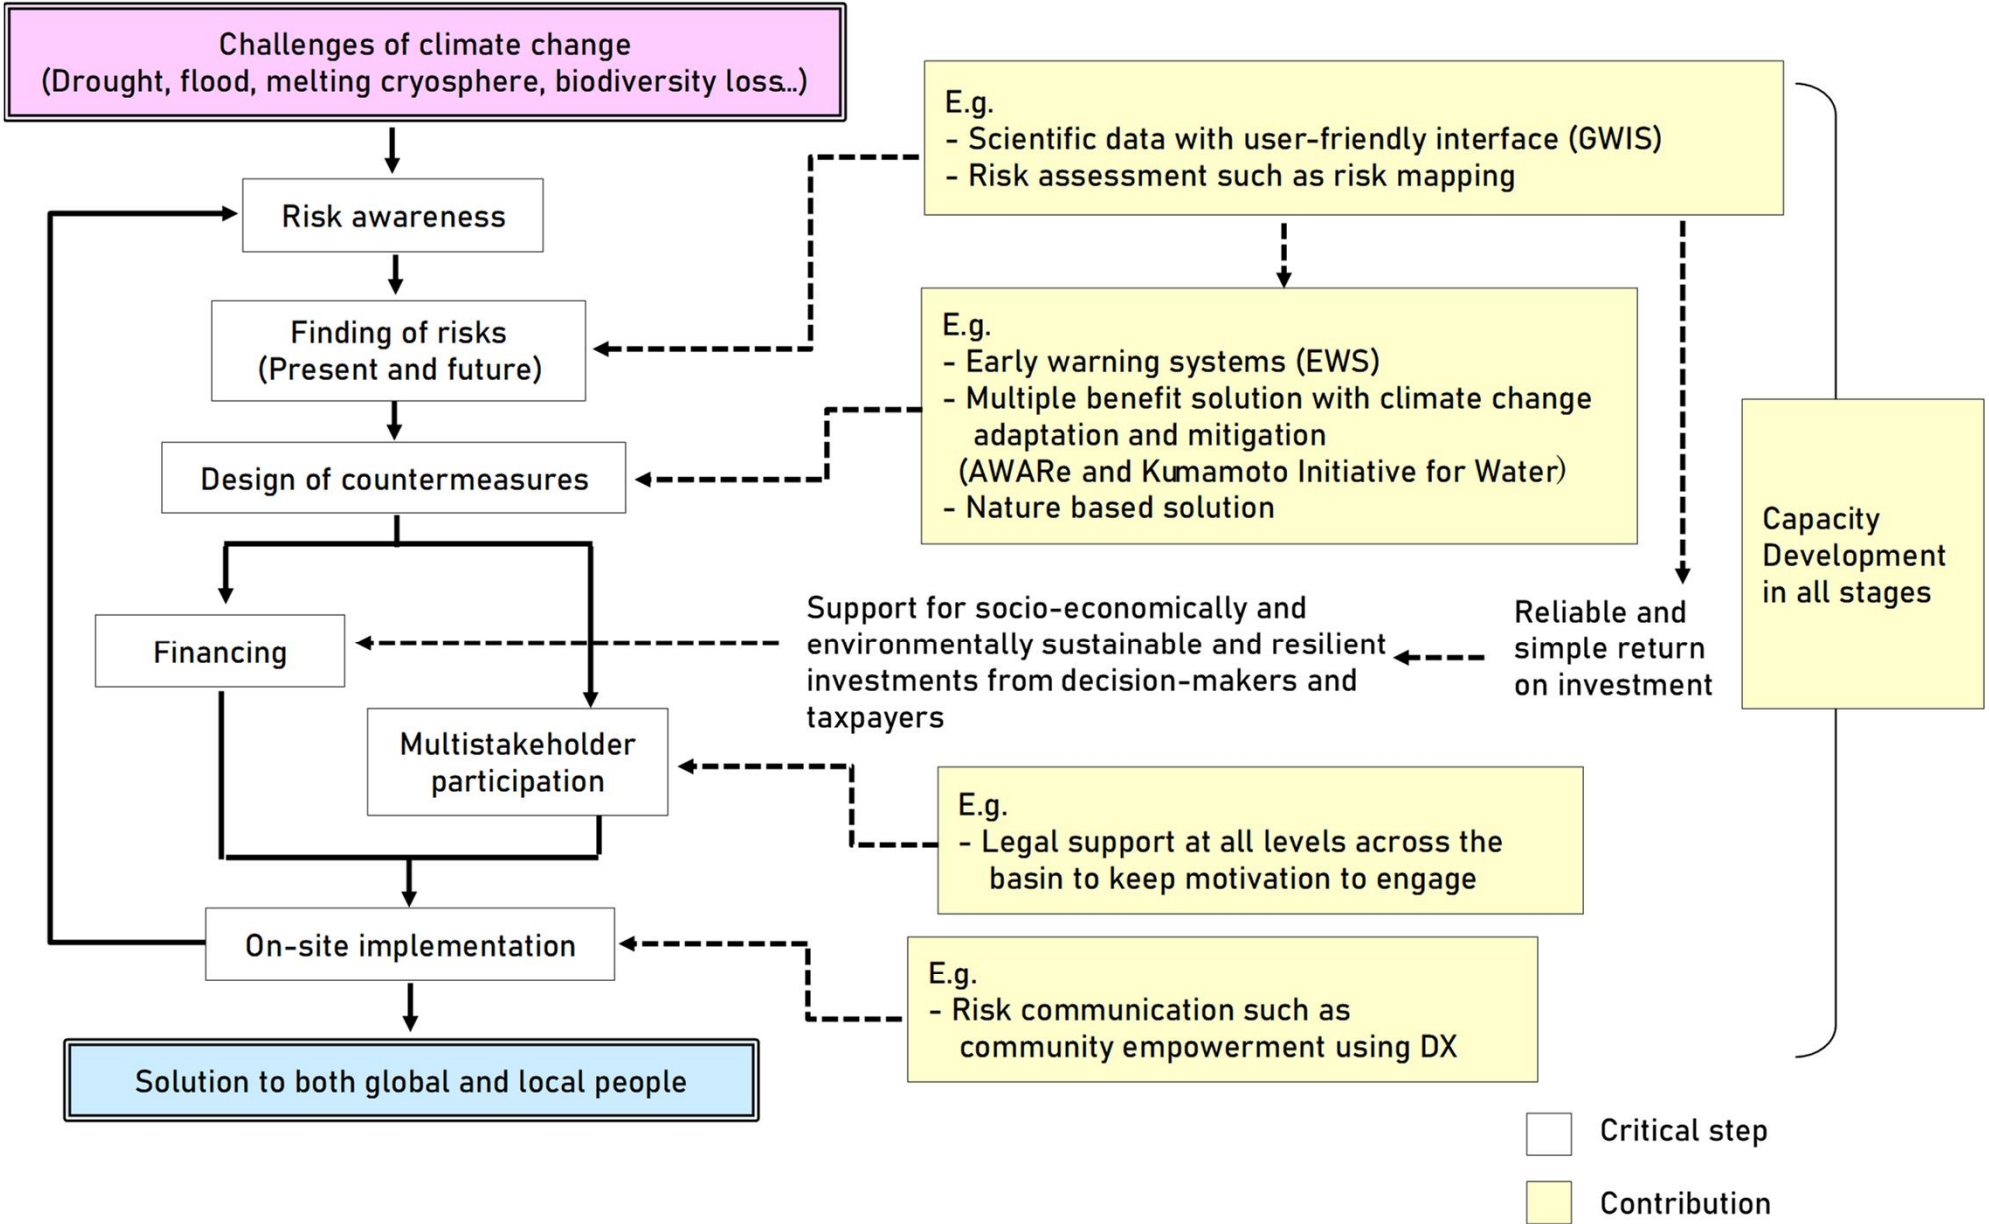 Challenges of climate change
(Drought, flood, melting cryosphere, biodiversity loss...)
Risk awareness
Finding of risks
(Present and future)
Design of countermeasures
Financing
Multistakeholder
participation
On-site implementation
Solution to both global and local people
E.g.
- Scientific data with user-friendly interface (GWIS)
- Risk assessment such as risk mapping
E.g.
- Early warning systems (EWS)
- Multiple benefit solution with climate change
adaptation and mitigation
(AWARe and Kumamoto Initiative for Water)
- Nature based solution
Support for socio-economically and
environmentally sustainable and resilient
investments from decision-makers and
taxpayers
Reliable and
simple return
on investment
E.g.
- Legal support at all levels across the
basin to keep motivation to engage
E.g.
- Risk communication such as
community empowerment using DX
Capacity
Development
in all stages
Critical step
Contribution